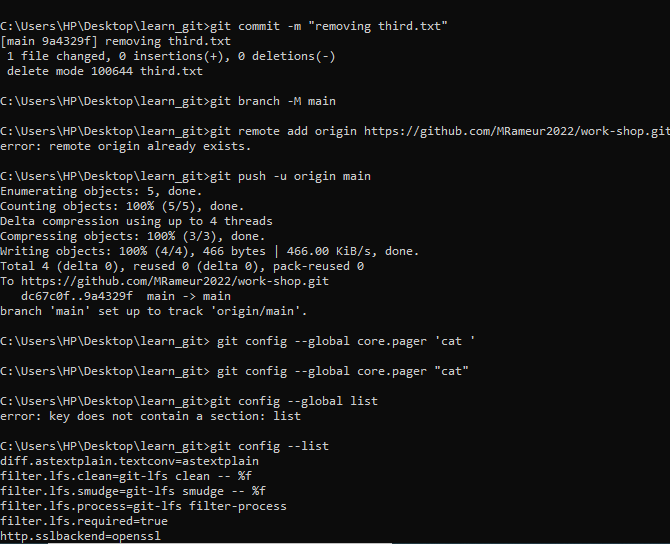 C:\Users\HP\Desktop\learn_git>git commit -m "removing third.txt"
[main 9a4329f] removing third.txt
 1 file changed, 0 insertions(+), 0 deletions(-)
 delete mode 100644 third.txt
C:\Users\HP\Desktop\learn_git>git branch -M main
C:\Users\HP\Desktop\learn_git>git remote add origin https://github.com/MRameur2022/work-shop.git
error: remote origin already exists.
C:\Users\HP\Desktop\learn_git>git push -u origin main
Enumerating objects: 5, done.
Counting objects: 100% (5/5), done.
Delta compression using up to 4 threads
Compressing objects: 100% (3/3), done.
Writing objects: 100% (4/4), 466 bytes | 466.00 KiB/s, done.
Total 4 (delta 0), reused 0 (delta 0), pack-reused 0
To https://github.com/MRameur2022/work-shop.git
   dc67c0f..9a4329f  main -> main
branch 'main' set up to track 'origin/main'.
C:\Users\HP\Desktop\learn_git> git config --global core.pager 'cat '
C:\Users\HP\Desktop\learn_git> git config --global core.pager "cat"
C:\Users\HP\Desktop\learn_git>git config --global list
error: key does not contain a section: list
C:\Users\HP\Desktop\learn_git>git config --list
diff.astextplain.textconv=astextplain
filter.lfs.clean=git-lfs clean -- %f
filter.lfs.smudge=git-lfs smudge -- %f
filter.lfs.process=git-lfs filter-process
filter.lfs.required=true
http.sslbackend=openssl